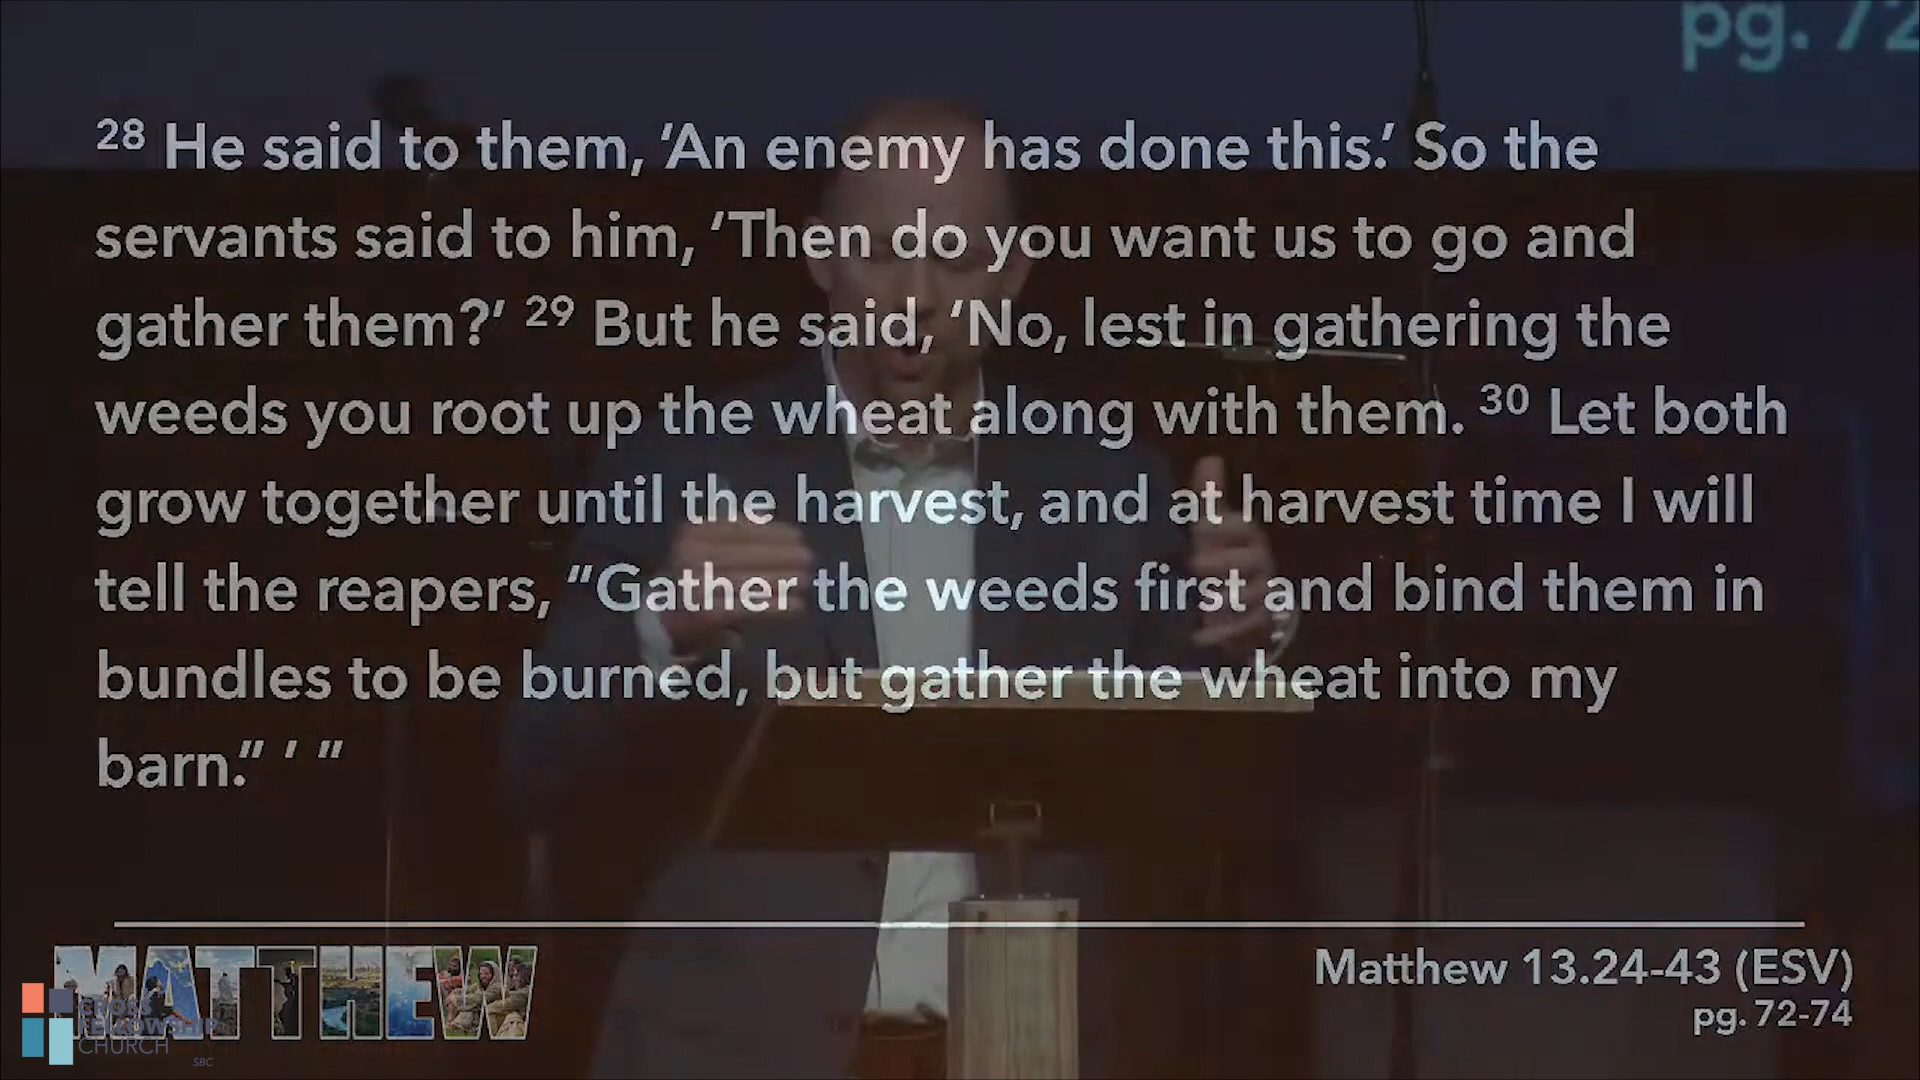 pg. 72
28 He said to them, ‘An enemy has done this.’ So the
servants said to him, ‘Then do you want us to go and
gather them?’ 29 But he said, ‘No, lest in gathering the
weeds you root up the wheat along with them. 30 Let both
grow together until the harvest, and at harvest time I will
tell the reapers, “Gather the weeds first and bind them in
bundles to be burned, but gather the wheat into my
barn.” ’ ”
MATTHEW
Matthew 13.24-43 (ESV)
pg. 72-74
CROSS
FELLOWSHIP
CHURCH
SBC